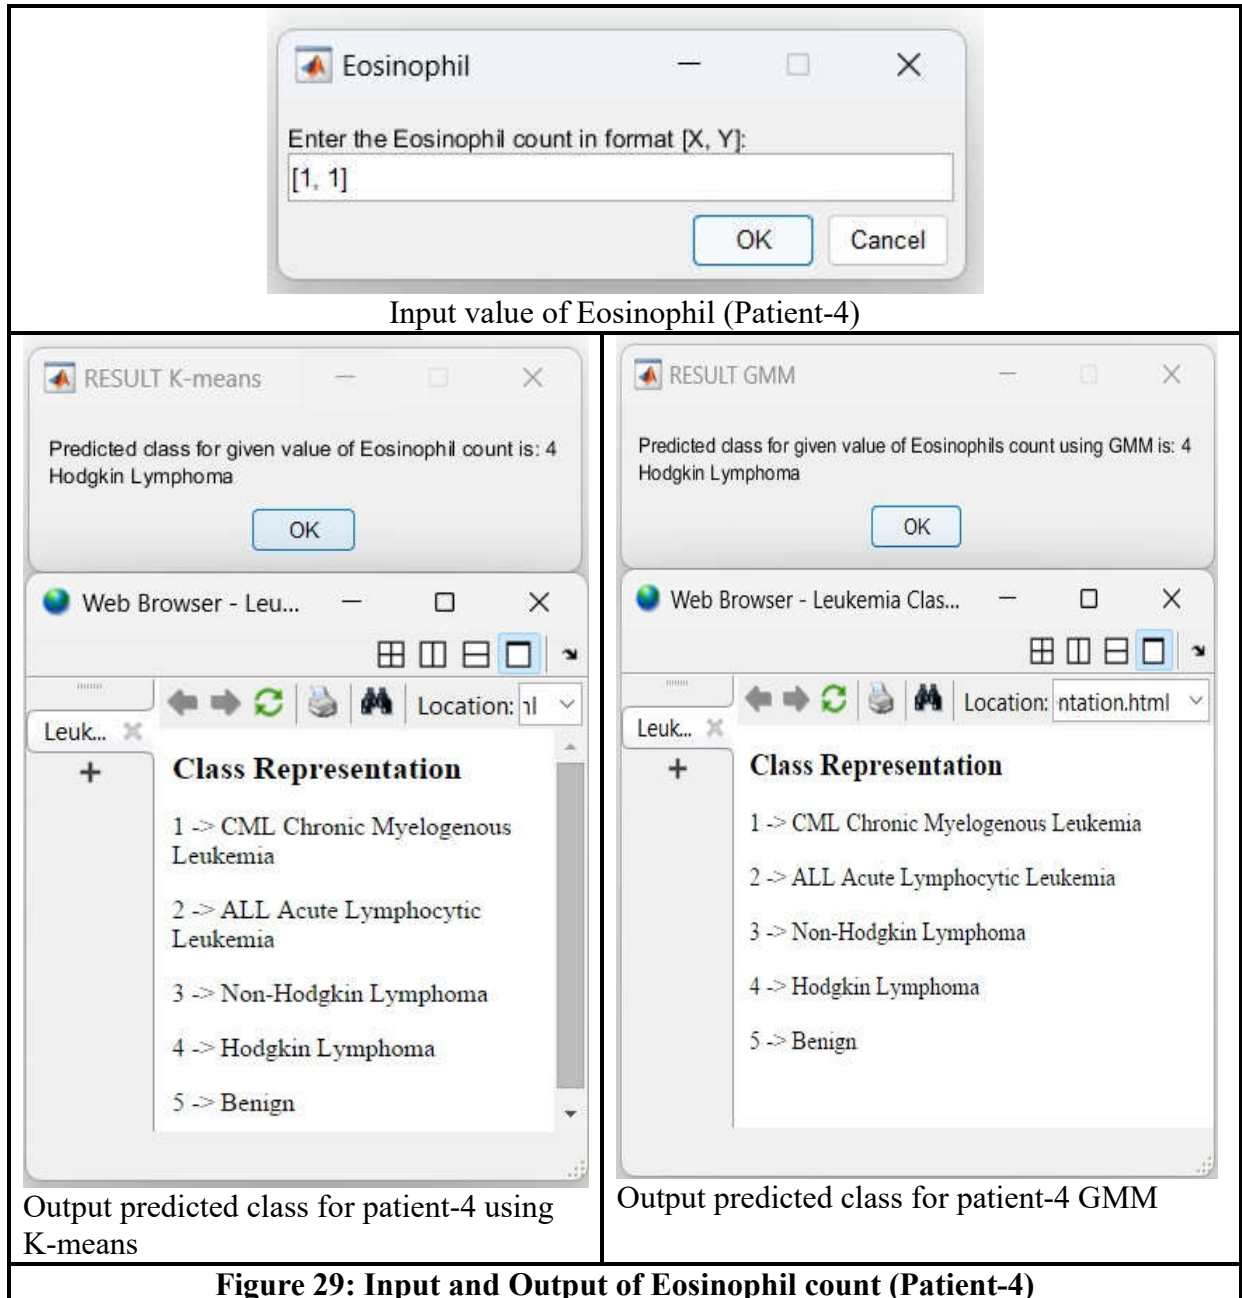 Eosinophil
Enter the Eosinophil count in format [X, Y]:
[1, 1]
OK Cancel
Input value of Eosinophil (Patient-4)
RESULT K-means
Predicted class for given value of Eosinophil count is: 4
Hodgkin Lymphoma
OK
Web Browser - Leu...
Location: nl
Leuk...
Class Representation
1 -> CML Chronic Myelogenous
Leukemia
2 -> ALL Acute Lymphocytic
Leukemia
3 -> Non-Hodgkin Lymphoma
4 -> Hodgkin Lymphoma
5 -> Benign
Output predicted class for patient-4 using
K-means
RESULT GMM
Predicted class for given value of Eosinophils count using GMM is: 4
Hodgkin Lymphoma
OK
Web Browser - Leukemia Clas...
Location: ntation.html
Leuk...
Class Representation
1 -> CML Chronic Myelogenous Leukemia
2 -> ALL Acute Lymphocytic Leukemia
3 -> Non-Hodgkin Lymphoma
4 -> Hodgkin Lymphoma
5 -> Benign
Output predicted class for patient-4 GMM
Figure 29: Input and Output of Eosinophil count (Patient-4)